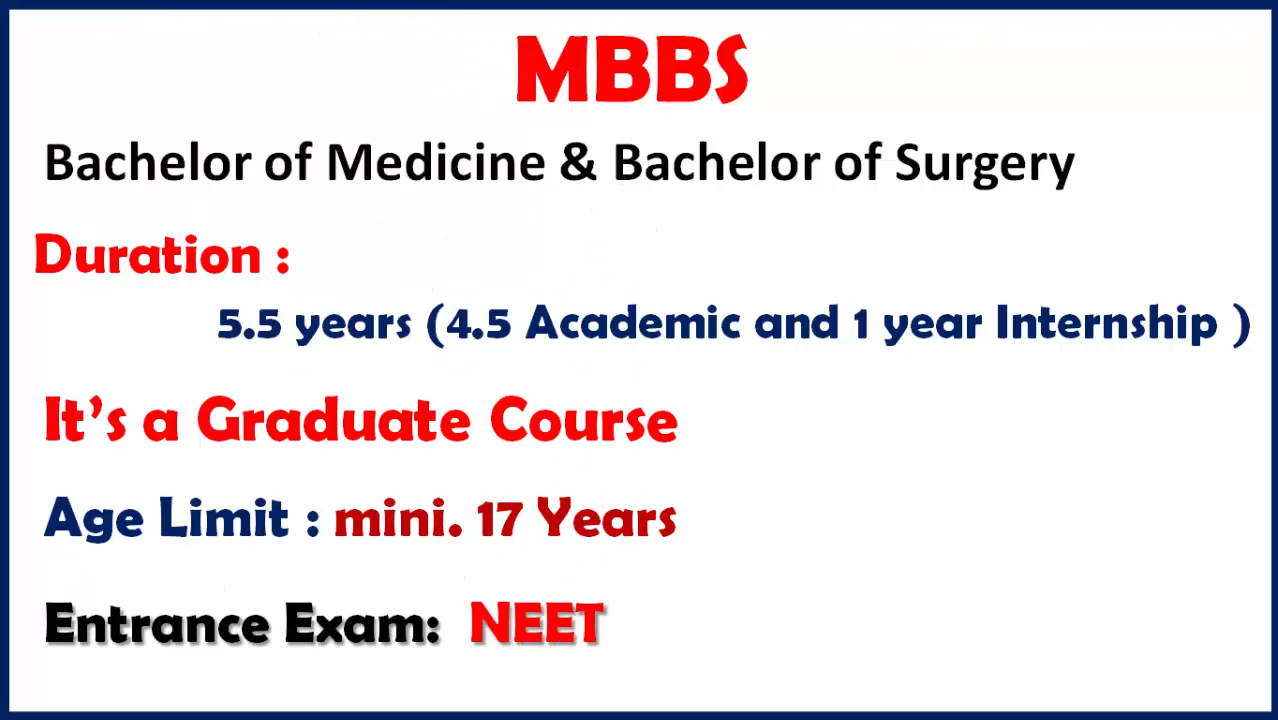 MBBS
Bachelor of Medicine & Bachelor of Surgery
Duration :
5.5 years (4.5 Academic and 1 year Internship )
It’s a Graduate Course
Age Limit : mini. 17 Years
Entrance Exam: NEET